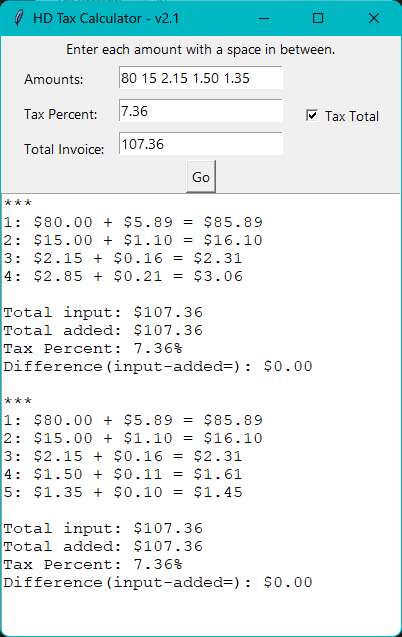 HD Tax Calculator - v2.1
Enter each amount with a space in between.
Amounts: 80 15 2.15 1.50 1.35
Tax Percent: 7.36 Tax Total
Total Invoice: 107.36
Go
***
1: $80.00 + $5.89 = $85.89
2: $15.00 + $1.10 = $16.10
3: $2.15 + $0.16 = $2.31
4: $2.85 + $0.21 = $3.06
Total input: $107.36
Total added: $107.36
Tax Percent: 7.36%
Difference(input-added=): $0.00
***
1: $80.00 + $5.89 = $85.89
2: $15.00 + $1.10 = $16.10
3: $2.15 + $0.16 = $2.31
4: $1.50 + $0.11 = $1.61
5: $1.35 + $0.10 = $1.45
Total input: $107.36
Total added: $107.36
Tax Percent: 7.36%
Difference(input-added=): $0.00